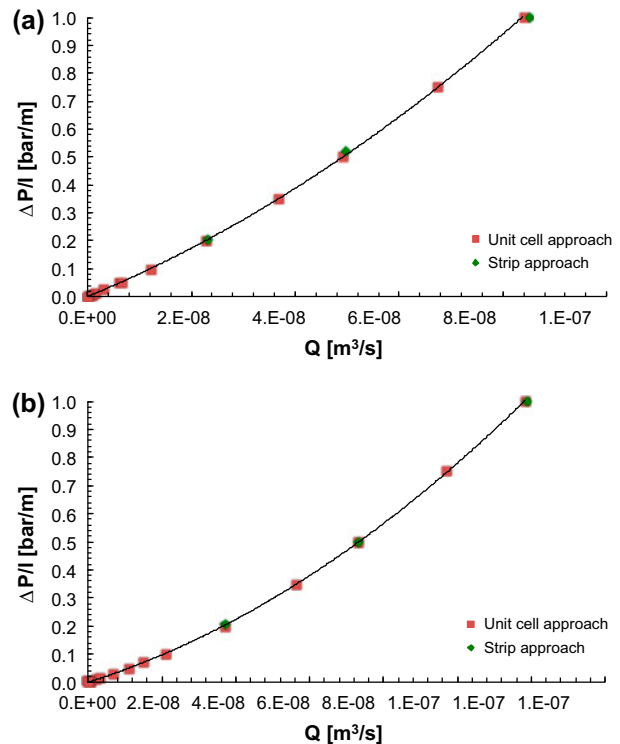 (a)
1.0
0.9
0.8
0.7
0.6
0.5
0.4
0.3
0.2
0.1
0.0
ΔP/l [bar/m]
Unit cell approach
Strip approach
0.E+00 2.E-08 4.E-08 6.E-08 8.E-08 1.E-07
Q [m³/s]
(b)
1.0
0.9
0.8
0.7
0.6
0.5
0.4
0.3
0.2
0.1
0.0
ΔP/l [bar/m]
Unit cell approach
Strip approach
0.E+00 2.E-08 4.E-08 6.E-08 8.E-08 1.E-07 1.E-07 1.E-07
Q [m³/s]